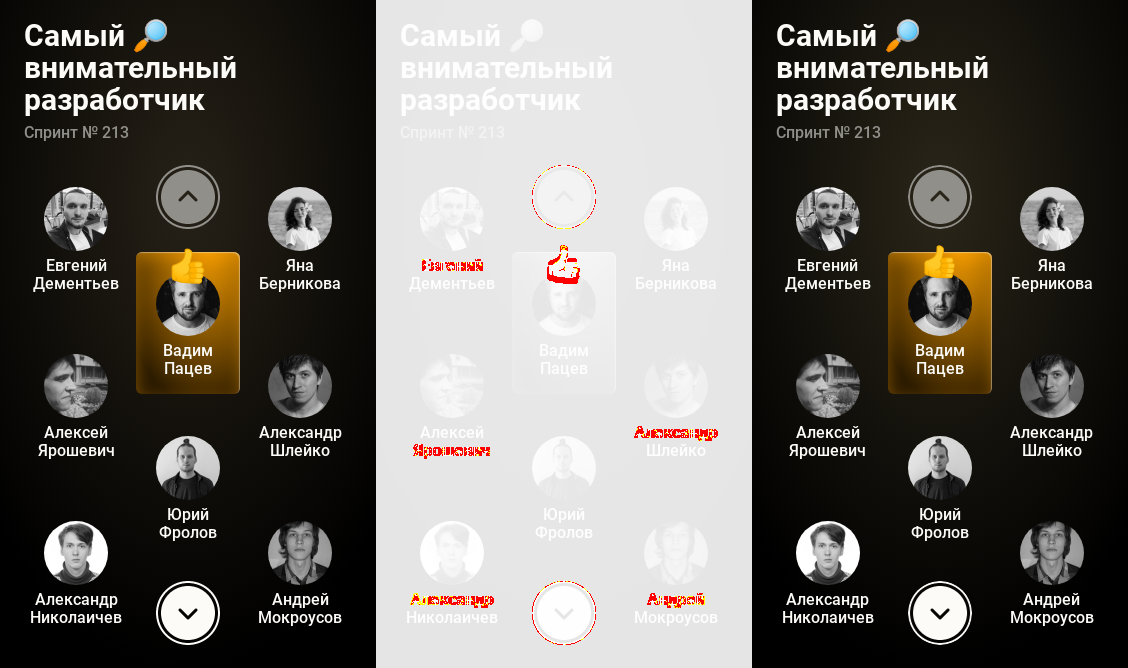 Самый 🔎
внимательный
разработчик
Спринт № 213
Евгений
Дементьев
Яна
Берникова
Вадим
Пацев
Алексей
Ярошевич
Александр
Шлейко
Юрий
Фролов
Александр
Николаичев
Андрей
Мокроусов
Самый 🔎
внимательный
разработчик
Спринт № 213
Евгений
Дементьев
Яна
Берникова
Вадим
Пацев
Алексей
Ярошевич
Александр
Шлейко
Юрий
Фролов
Александр
Николаичев
Андрей
Мокроусов
Самый 🔎
внимательный
разработчик
Спринт № 213
Евгений
Дементьев
Яна
Берникова
Вадим
Пацев
Алексей
Ярошевич
Александр
Шлейко
Юрий
Фролов
Александр
Николаичев
Андрей
Мокроусов